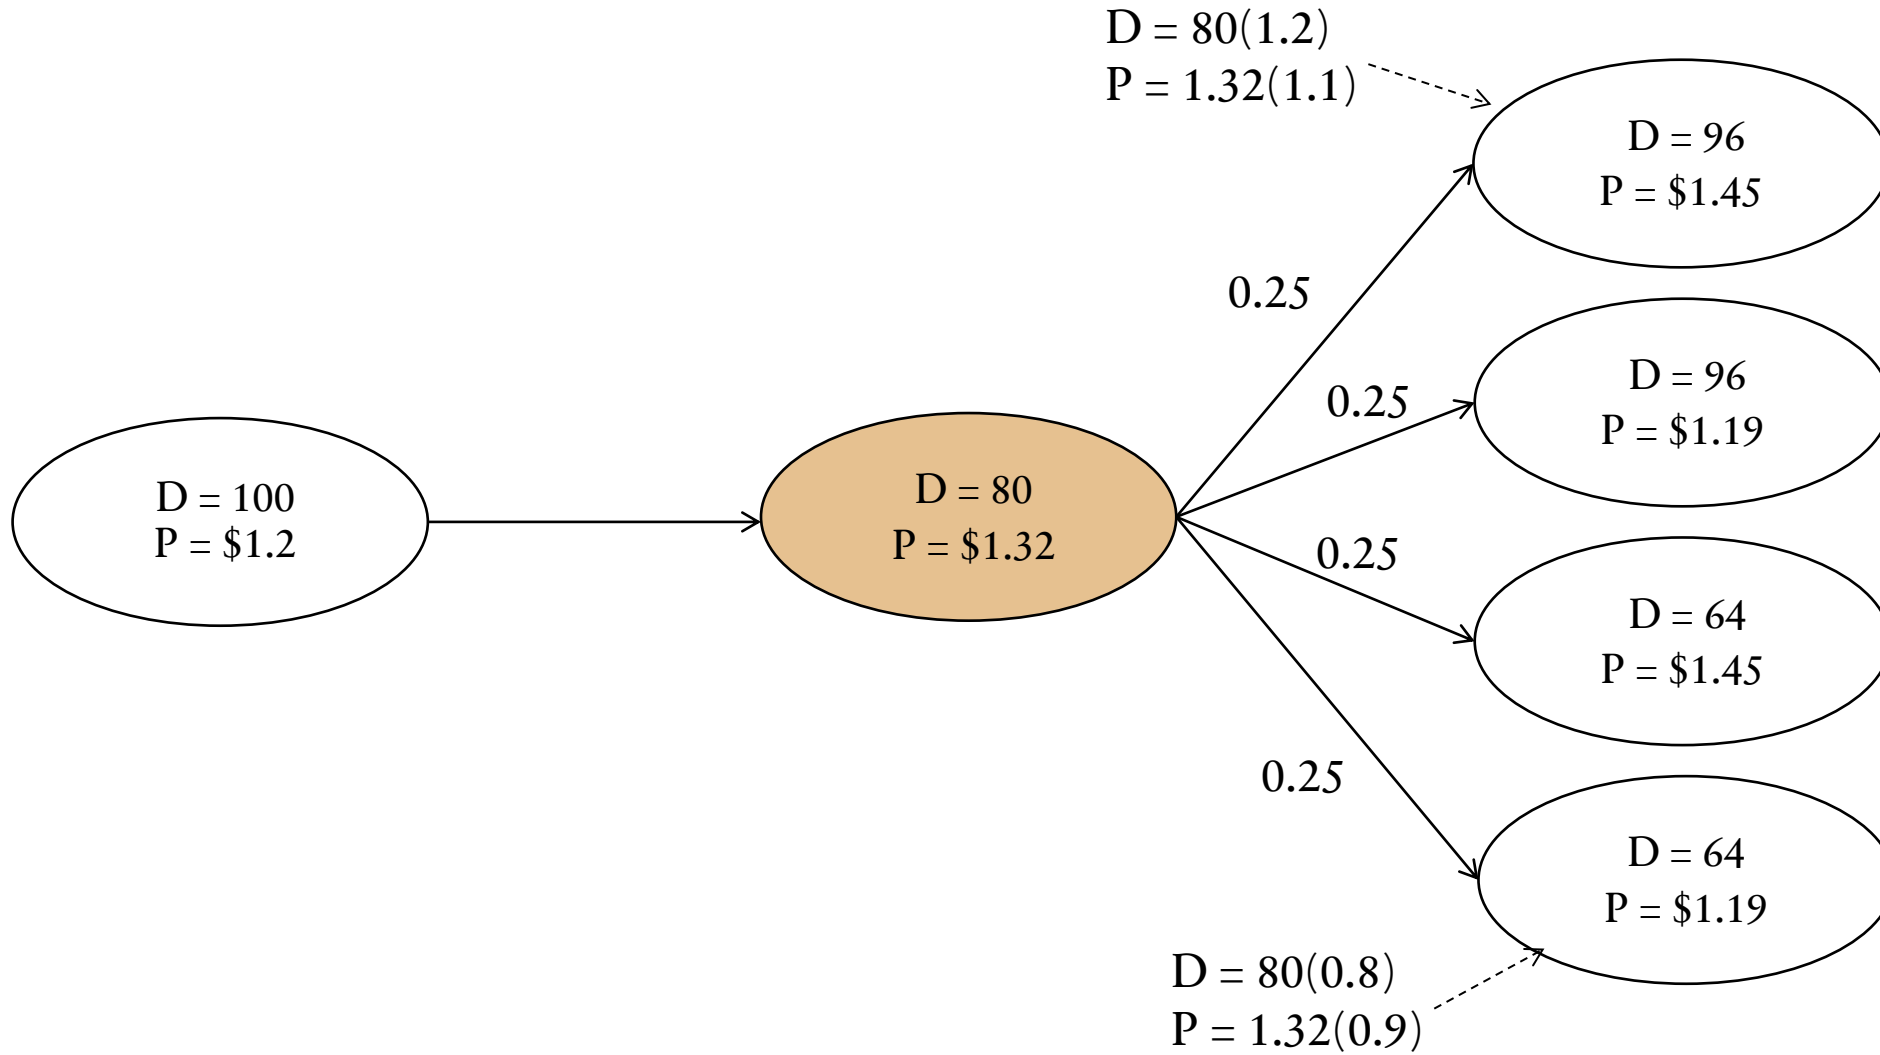 D = 80(1.2)
P = 1.32(1.1)
D = 96
P = $1.45
0.25
D = 96
P = $1.19
0.25
D = 100
P = $1.2
D = 80
P = $1.32
0.25
D = 64
P = $1.45
0.25
D = 64
P = $1.19
D = 80(0.8)
P = 1.32(0.9)